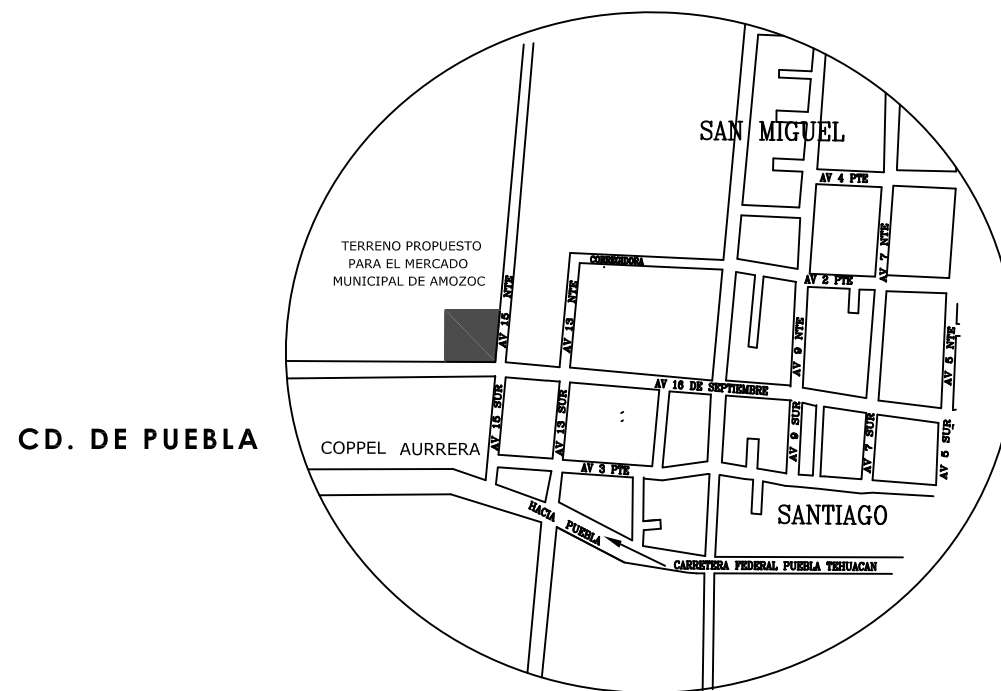 SAN MIGUEL
AV 4 PTE
TERRENO PROPUESTO
PARA EL MERCADO
MUNICIPAL DE AMOZOC
AV 15 NTE
AV 13 NTE
CORREGIDORA
AV 2 PTE
AV 7 NTE
AV 9 NTE
AV 5 NTE
AV 16 DE SEPTIEMBRE
CD. DE PUEBLA
COPPEL AURRERA
AV 15 SUR
AV 13 SUR
AV 9 SUR
AV 7 SUR
AV 5 SUR
AV 3 PTE
HACIA PUEBLA
SANTIAGO
CARRETERA FEDERAL PUEBLA TEHUACAN